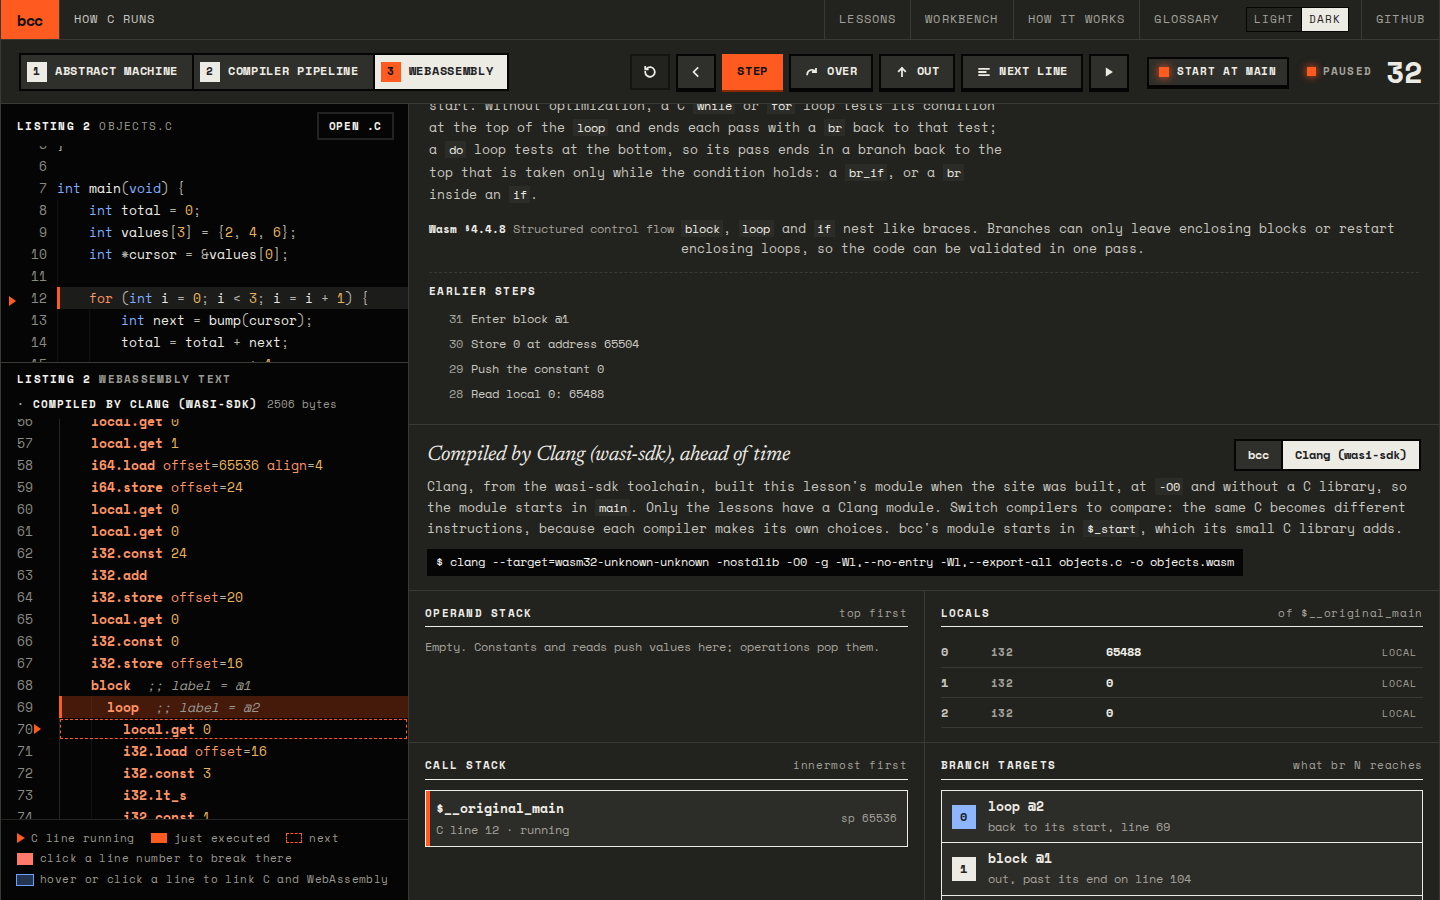 bcc HOW C RUNS LESSONS WORKBENCH HOW IT WORKS GLOSSARY LIGHT DARK GITHUB
1 ABSTRACT MACHINE 2 COMPILER PIPELINE 3 WEBASSEMBLY STEP OVER OUT NEXT LINE START AT MAIN PAUSED 32
LISTING 2 OBJECTS.C OPEN .C
6
7 int main(void) {
8 int total = 0;
9 int values[3] = {2, 4, 6};
10 int *cursor = &values[0];
11
12 for (int i = 0; i < 3; i = i + 1) {
13 int next = bump(cursor);
14 total = total + next;
LISTING 2 WEBASSEMBLY TEXT
· COMPILED BY CLANG (WASI-SDK) 2506 bytes
56 local.get 0
57 local.get 1
58 i64.load offset=65536 align=4
59 i64.store offset=24
60 local.get 0
61 local.get 0
62 i32.const 24
63 i32.add
64 i32.store offset=20
65 local.get 0
66 i32.const 0
67 i32.store offset=16
68 block ;; label = @1
69 loop ;; label = @2
70 local.get 0
71 i32.load offset=16
72 i32.const 3
73 i32.lt_s
74 i32.const 1
C line running just executed next
click a line number to break there
hover or click a line to link C and WebAssembly
start. Without optimization, a C while or for loop tests its condition
at the top of the loop and ends each pass with a br back to that test;
a do loop tests at the bottom, so its pass ends in a branch back to the
top that is taken only while the condition holds: a br_if, or a br
inside an if.
Wasm §4.4.8 Structured control flow block, loop and if nest like braces. Branches can only leave enclosing blocks or restart
enclosing loops, so the code can be validated in one pass.
EARLIER STEPS
31 Enter block @1
30 Store 0 at address 65504
29 Push the constant 0
28 Read local 0: 65488
Compiled by Clang (wasi-sdk), ahead of time bcc Clang (wasi-sdk)
Clang, from the wasi-sdk toolchain, built this lesson's module when the site was built, at -O0 and without a C library, so
the module starts in main. Only the lessons have a Clang module. Switch compilers to compare: the same C becomes different
instructions, because each compiler makes its own choices. bcc's module starts in $_start, which its small C library adds.
$ clang --target=wasm32-unknown-unknown -nostdlib -O0 -g -Wl,--no-entry -Wl,--export-all objects.c -o objects.wasm
OPERAND STACK top first
Empty. Constants and reads push values here; operations pop them.
LOCALS of $__original_main
0 i32 65488 LOCAL
1 i32 0 LOCAL
2 i32 0 LOCAL
CALL STACK innermost first
$__original_main
C line 12 · running
sp 65536
BRANCH TARGETS what br N reaches
0 loop @2
back to its start, line 69
1 block @1
out, past its end on line 104